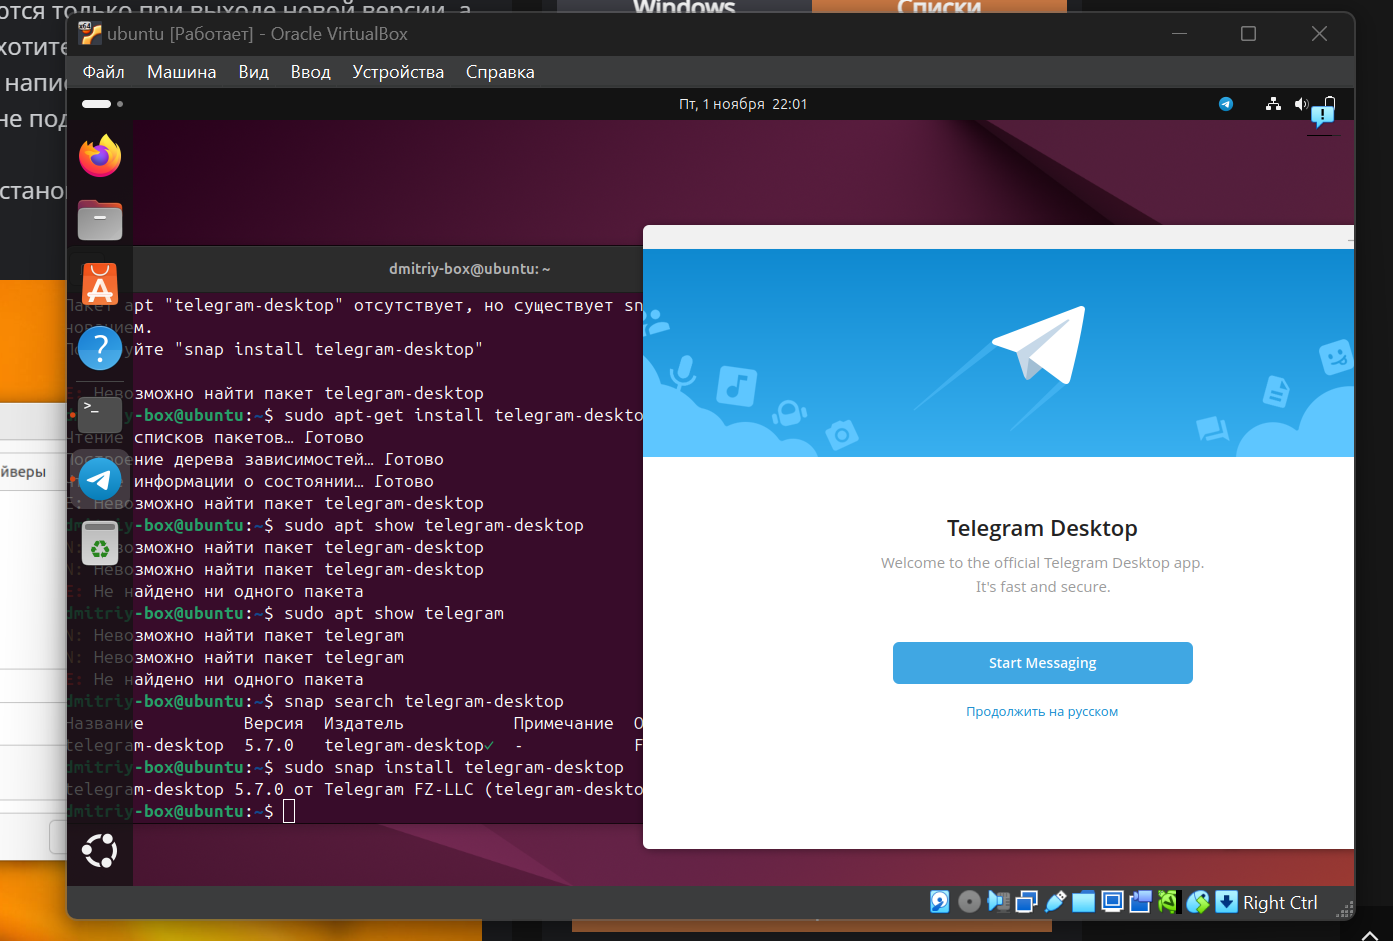 ются только при выходе новой версии, а
Windows
Списки
хотите
ubuntu [Работает] - Oracle VirtualBox
напис
Файл Машина Вид Ввод Устройства Справка
не под
Пт, 1 ноября 22:01
станов
dmitriy-box@ubuntu: ~
Пакет apt "telegram-desktop" отсутствует, но существует sn
нованием.
Попробуйте "snap install telegram-desktop"
E: Невозможно найти пакет telegram-desktop
dmitriy-box@ubuntu:~$ sudo apt-get install telegram-deskto
Чтение списков пакетов… Готово
Построение дерева зависимостей… Готово
Чтение информации о состоянии… Готово
E: Невозможно найти пакет telegram-desktop
dmitriy-box@ubuntu:~$ sudo apt show telegram-desktop
N: Невозможно найти пакет telegram-desktop
N: Невозможно найти пакет telegram-desktop
E: Не найдено ни одного пакета
dmitriy-box@ubuntu:~$ sudo apt show telegram
N: Невозможно найти пакет telegram
N: Невозможно найти пакет telegram
E: Не найдено ни одного пакета
dmitriy-box@ubuntu:~$ snap search telegram-desktop
Название Версия Издатель Примечание О
telegram-desktop 5.7.0 telegram-desktop✓ - F
dmitriy-box@ubuntu:~$ sudo snap install telegram-desktop
telegram-desktop 5.7.0 от Telegram FZ-LLC (telegram-deskto
dmitriy-box@ubuntu:~$
йверы
Telegram Desktop
Welcome to the official Telegram Desktop app.
It's fast and secure.
Start Messaging
Продолжить на русском
Right Ctrl